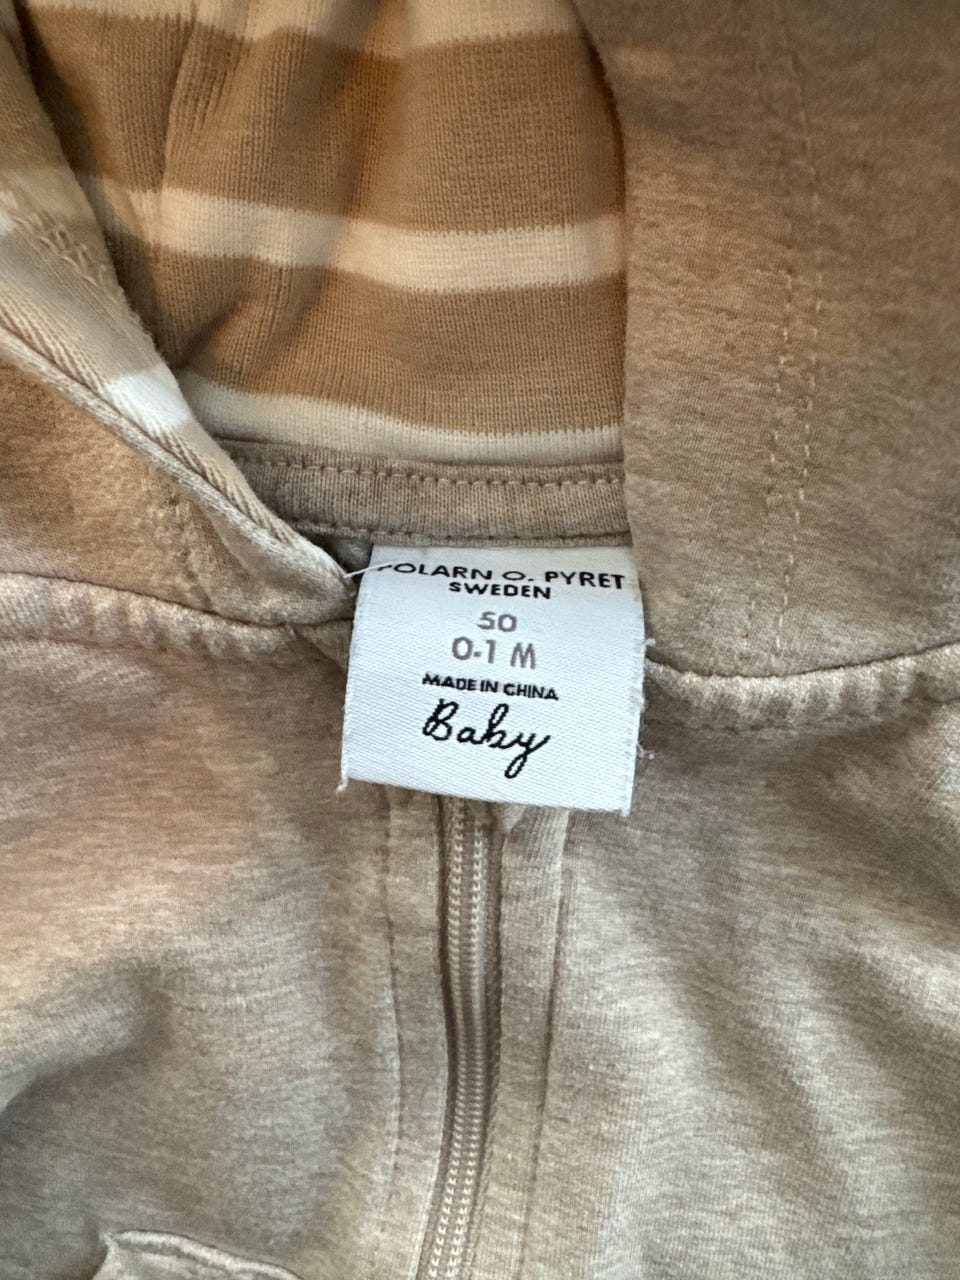 POLARN O. PYRET
SWEDEN
50
0-1 M
MADE IN CHINA
Baby